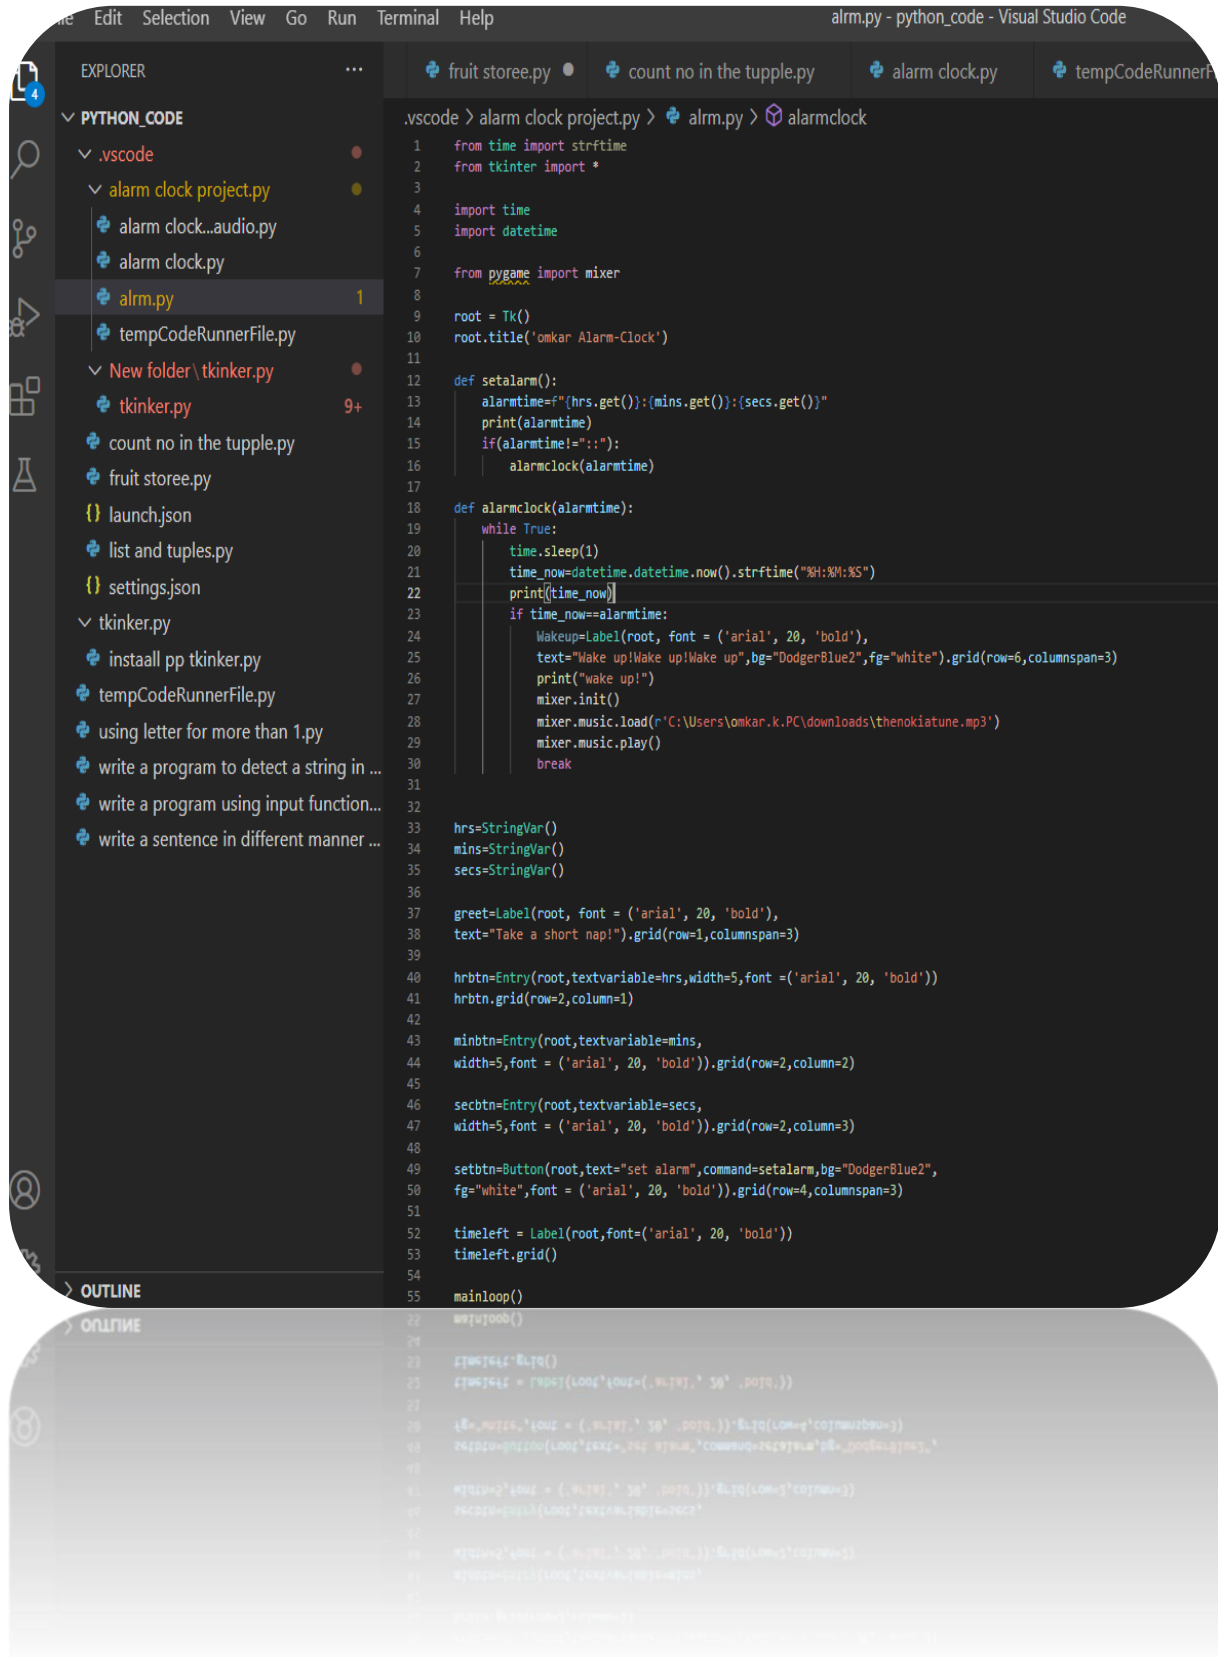 le Edit Selection View Go Run Terminal Help alrm.py - python_code - Visual Studio Code
4
EXPLORER ...
PYTHON_CODE
.vscode
alarm clock project.py
alarm clock...audio.py
alarm clock.py
alrm.py 1
tempCodeRunnerFile.py
New folder\tkinker.py
tkinker.py 9+
count no in the tupple.py
fruit storee.py
{} launch.json
list and tuples.py
{} settings.json
tkinker.py
instaall pp tkinker.py
tempCodeRunnerFile.py
using letter for more than 1.py
write a program to detect a string in ...
write a program using input function...
write a sentence in different manner ...
OUTLINE
fruit storee.py count no in the tupple.py alarm clock.py tempCodeRunnerF
.vscode > alarm clock project.py > alrm.py > alarmclock
1 from time import strftime
2 from tkinter import *
3
4 import time
5 import datetime
6
7 from pygame import mixer
8
9 root = Tk()
10 root.title('omkar Alarm-Clock')
11
12 def setalarm():
13     alarmtime=f"{hrs.get()}:{mins.get()}:{secs.get()}"
14     print(alarmtime)
15     if(alarmtime!="::"):
16         alarmclock(alarmtime)
17
18 def alarmclock(alarmtime):
19     while True:
20         time.sleep(1)
21         time_now=datetime.datetime.now().strftime("%H:%M:%S")
22         print(time_now)
23         if time_now==alarmtime:
24             Wakeup=Label(root, font = ('arial', 20, 'bold'),
25             text="Wake up!Wake up!Wake up",bg="DodgerBlue2",fg="white").grid(row=6,columnspan=3)
26             print("wake up!")
27             mixer.init()
28             mixer.music.load(r'C:\Users\omkar.k.PC\downloads\thenokiatune.mp3')
29             mixer.music.play()
30             break
31
32
33 hrs=StringVar()
34 mins=StringVar()
35 secs=StringVar()
36
37 greet=Label(root, font = ('arial', 20, 'bold'),
38 text="Take a short nap!").grid(row=1,columnspan=3)
39
40 hrbtn=Entry(root,textvariable=hrs,width=5,font =('arial', 20, 'bold'))
41 hrbtn.grid(row=2,column=1)
42
43 minbtn=Entry(root,textvariable=mins,
44 width=5,font = ('arial', 20, 'bold')).grid(row=2,column=2)
45
46 secbtn=Entry(root,textvariable=secs,
47 width=5,font = ('arial', 20, 'bold')).grid(row=2,column=3)
48
49 setbtn=Button(root,text="set alarm",command=setalarm,bg="DodgerBlue2",
50 fg="white",font = ('arial', 20, 'bold')).grid(row=4,columnspan=3)
51
52 timeleft = Label(root,font=('arial', 20, 'bold'))
53 timeleft.grid()
54
55 mainloop()